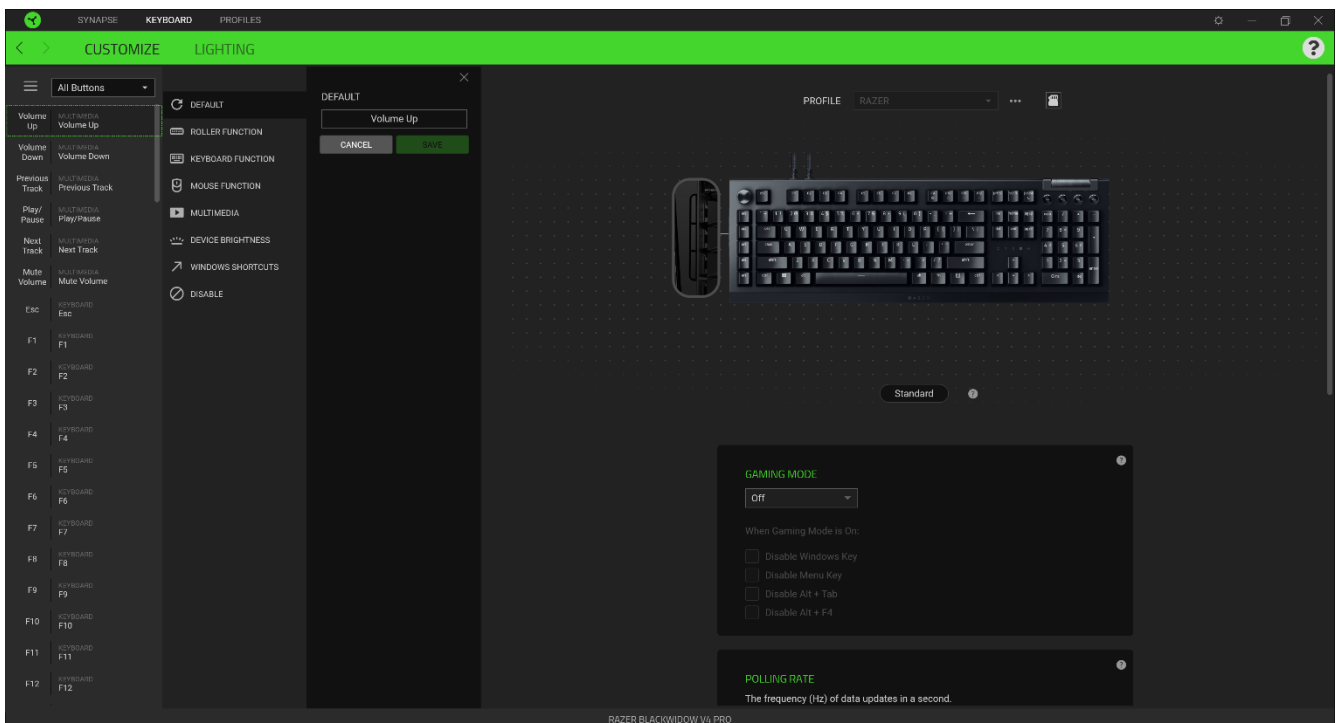 SYNAPSE KEYBOARD PROFILES
CUSTOMIZE LIGHTING
All Buttons
Volume Up MULTIMEDIA Volume Up
Volume Down MULTIMEDIA Volume Down
Previous Track MULTIMEDIA Previous Track
Play/ Pause MULTIMEDIA Play/Pause
Next Track MULTIMEDIA Next Track
Mute Volume MULTIMEDIA Mute Volume
Esc KEYBOARD Esc
F1 KEYBOARD F1
F2 KEYBOARD F2
F3 KEYBOARD F3
F4 KEYBOARD F4
F5 KEYBOARD F5
F6 KEYBOARD F6
F7 KEYBOARD F7
F8 KEYBOARD F8
F9 KEYBOARD F9
F10 KEYBOARD F10
F11 KEYBOARD F11
F12 KEYBOARD F12
DEFAULT
ROLLER FUNCTION
KEYBOARD FUNCTION
MOUSE FUNCTION
MULTIMEDIA
DEVICE BRIGHTNESS
WINDOWS SHORTCUTS
DISABLE
DEFAULT
Volume Up
CANCEL SAVE
PROFILE RAZER
Standard
GAMING MODE
Off
When Gaming Mode is On:
Disable Windows Key
Disable Menu Key
Disable Alt + Tab
Disable Alt + F4
POLLING RATE
The frequency (Hz) of data updates in a second.
RAZER BLACKWIDOW V4 PRO